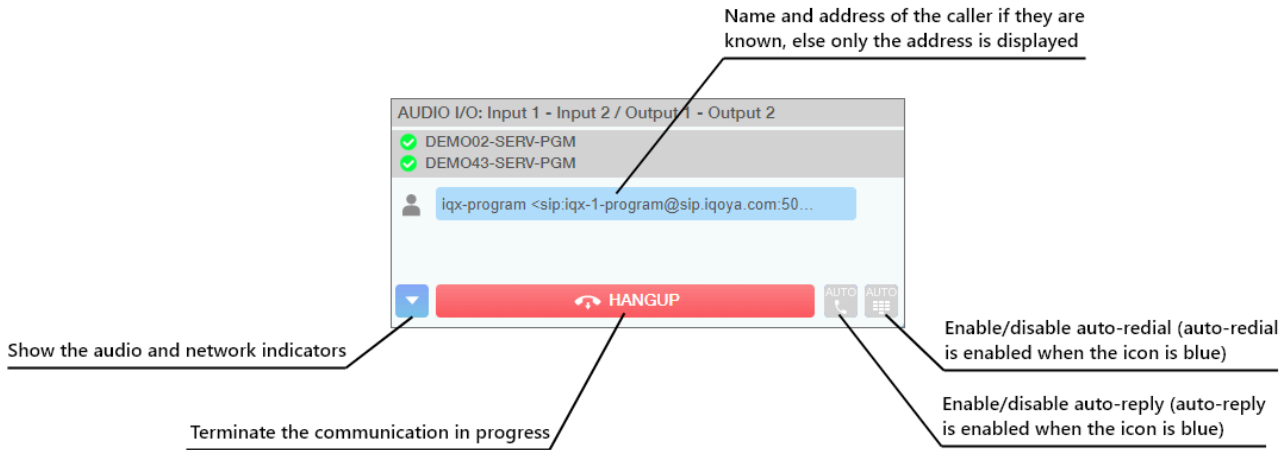 Name and address of the caller if they are
known, else only the address is displayed
AUDIO I/O: Input 1 - Input 2 / Output 1 - Output 2
DEMO02-SERV-PGM
DEMO43-SERV-PGM
iqx-program <sip:iqx-1-program@sip.iqoya.com:50...
HANGUP
AUTO
AUTO
Show the audio and network indicators
Enable/disable auto-redial (auto-redial
is enabled when the icon is blue)
Enable/disable auto-reply (auto-reply
is enabled when the icon is blue)
Terminate the communication in progress